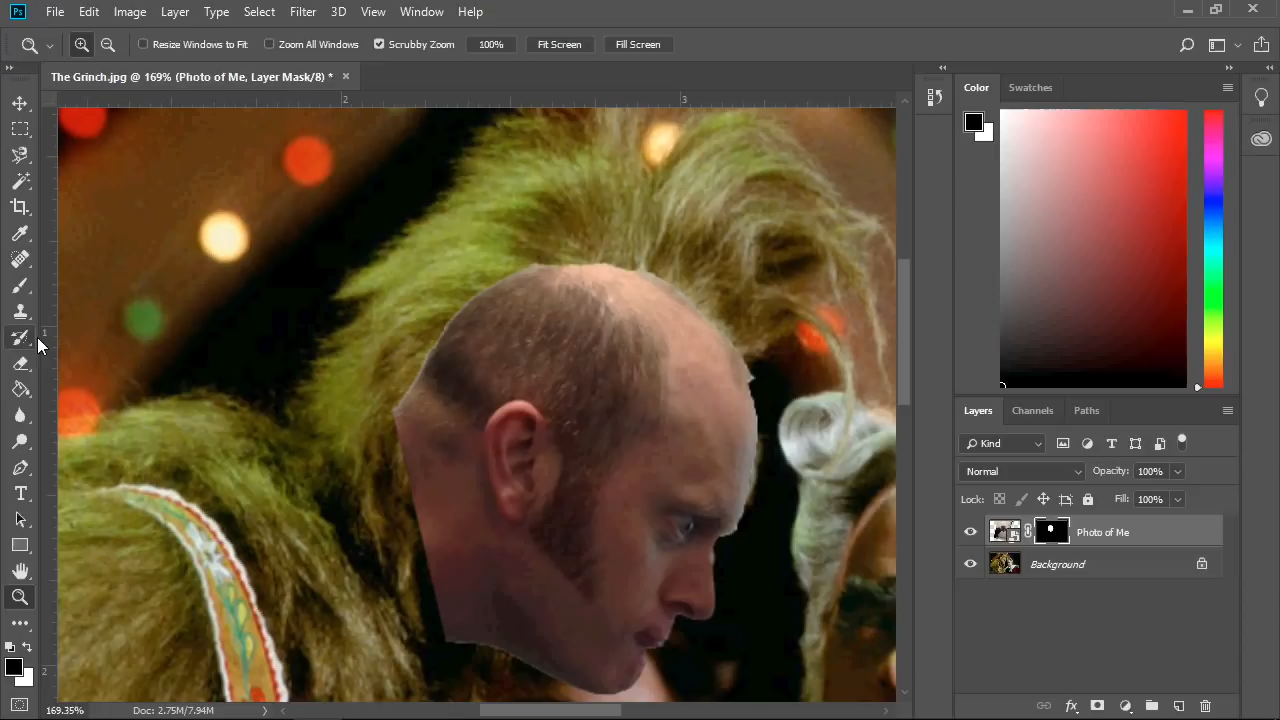 Ps File Edit Image Layer Type Select Filter 3D View Window Help
Resize Windows to Fit Zoom All Windows Scrubby Zoom 100% Fit Screen Fill Screen
The Grinch.jpg @ 169% (Photo of Me, Layer Mask/8) *
Color Swatches
2 3
1
2
Layers Channels Paths
Kind
Normal Opacity: 100%
Lock: Fill: 100%
Photo of Me
Background
169.35% Doc: 2.75M/7.94M